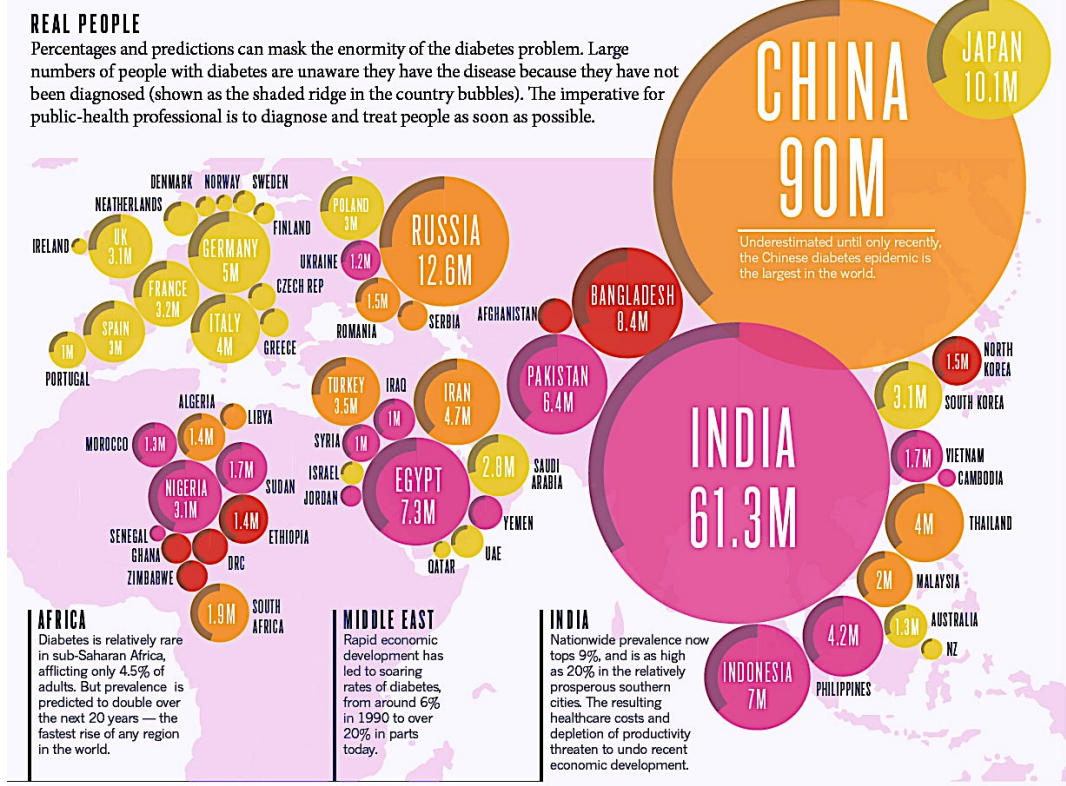 REAL PEOPLE
Percentages and predictions can mask the enormity of the diabetes problem. Large
numbers of people with diabetes are unaware they have the disease because they have not
been diagnosed (shown as the shaded ridge in the country bubbles). The imperative for
public-health professional is to diagnose and treat people as soon as possible.
CHINA
90M
Underestimated until only recently,
the Chinese diabetes epidemic is
the largest in the world.
JAPAN
10.1M
DENMARK NORWAY SWEDEN
NEATHERLANDS
FINLAND
IRELAND
UK
3.1M
GERMANY
5M
FRANCE
3.2M
CZECH REP
SPAIN
3M
ITALY
4M
GREECE
1M
PORTUGAL
POLAND
3M
RUSSIA
12.6M
UKRAINE
1.2M
1.5M
ROMANIA
SERBIA
AFGHANISTAN
BANGLADESH
8.4M
PAKISTAN
6.4M
INDIA
61.3M
TURKEY
3.5M
IRAQ
1M
IRAN
4.7M
SYRIA
1M
ISRAEL
JORDAN
EGYPT
7.3M
2.8M
SAUDI
ARABIA
YEMEN
UAE
QATAR
ALGERIA
1.4M
LIBYA
MOROCCO
1.3M
NIGERIA
3.1M
1.7M
SUDAN
SENEGAL
GHANA
1.4M
ETHIOPIA
DRC
ZIMBABWE
1.9M
SOUTH
AFRICA
1.5M
NORTH
KOREA
3.1M
SOUTH KOREA
1.7M
VIETNAM
CAMBODIA
4M
THAILAND
2M
MALAYSIA
4.2M
PHILIPPINES
1.3M
AUSTRALIA
NZ
INDONESIA
7M
AFRICA
Diabetes is relatively rare
in sub-Saharan Africa,
afflicting only 4.5% of
adults. But prevalence is
predicted to double over
the next 20 years — the
fastest rise of any region
in the world.
MIDDLE EAST
Rapid economic
development has
led to soaring
rates of diabetes,
from around 6%
in 1990 to over
20% in parts
today.
INDIA
Nationwide prevalence now
tops 9%, and is as high
as 20% in the relatively
prosperous southern
cities. The resulting
healthcare costs and
depletion of productivity
threaten to undo recent
economic development.